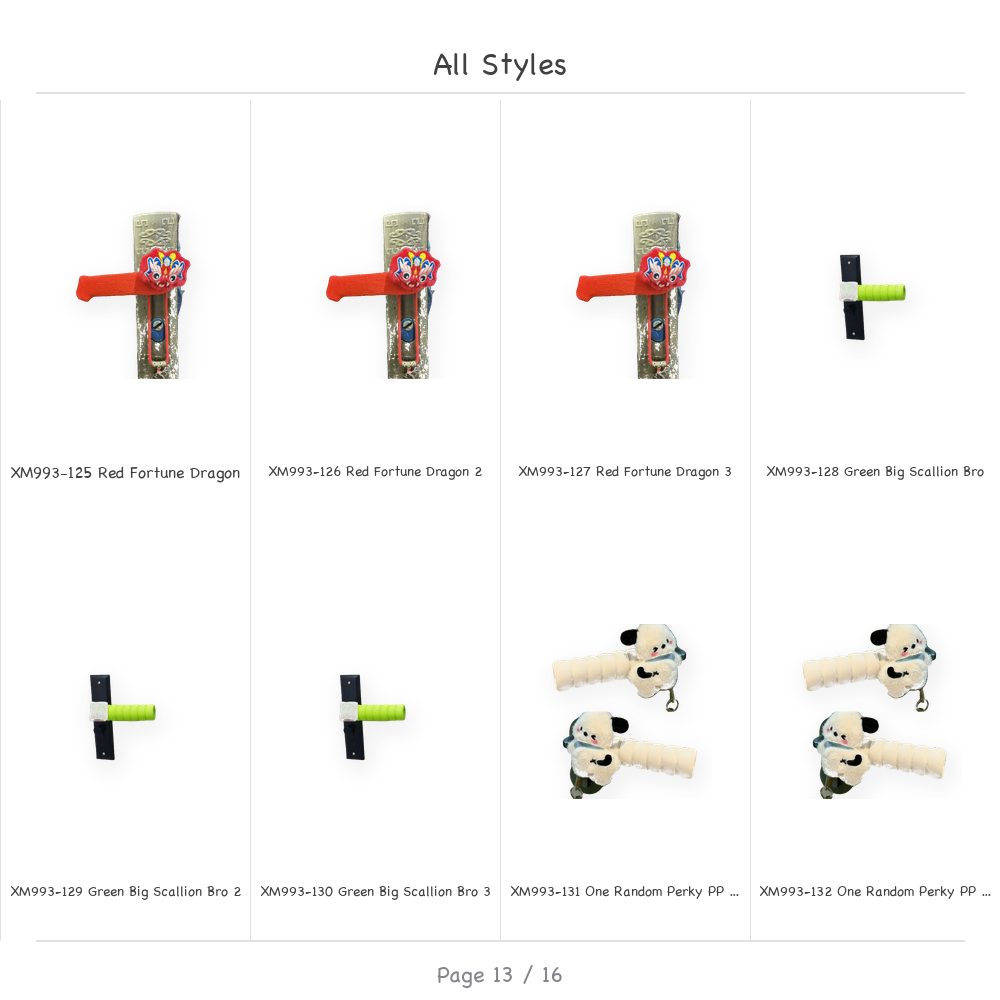 All Styles
XM993-125 Red Fortune Dragon
XM993-126 Red Fortune Dragon 2
XM993-127 Red Fortune Dragon 3
XM993-128 Green Big Scallion Bro
XM993-129 Green Big Scallion Bro 2
XM993-130 Green Big Scallion Bro 3
XM993-131 One Random Perky PP ...
XM993-132 One Random Perky PP ...
Page 13 / 16